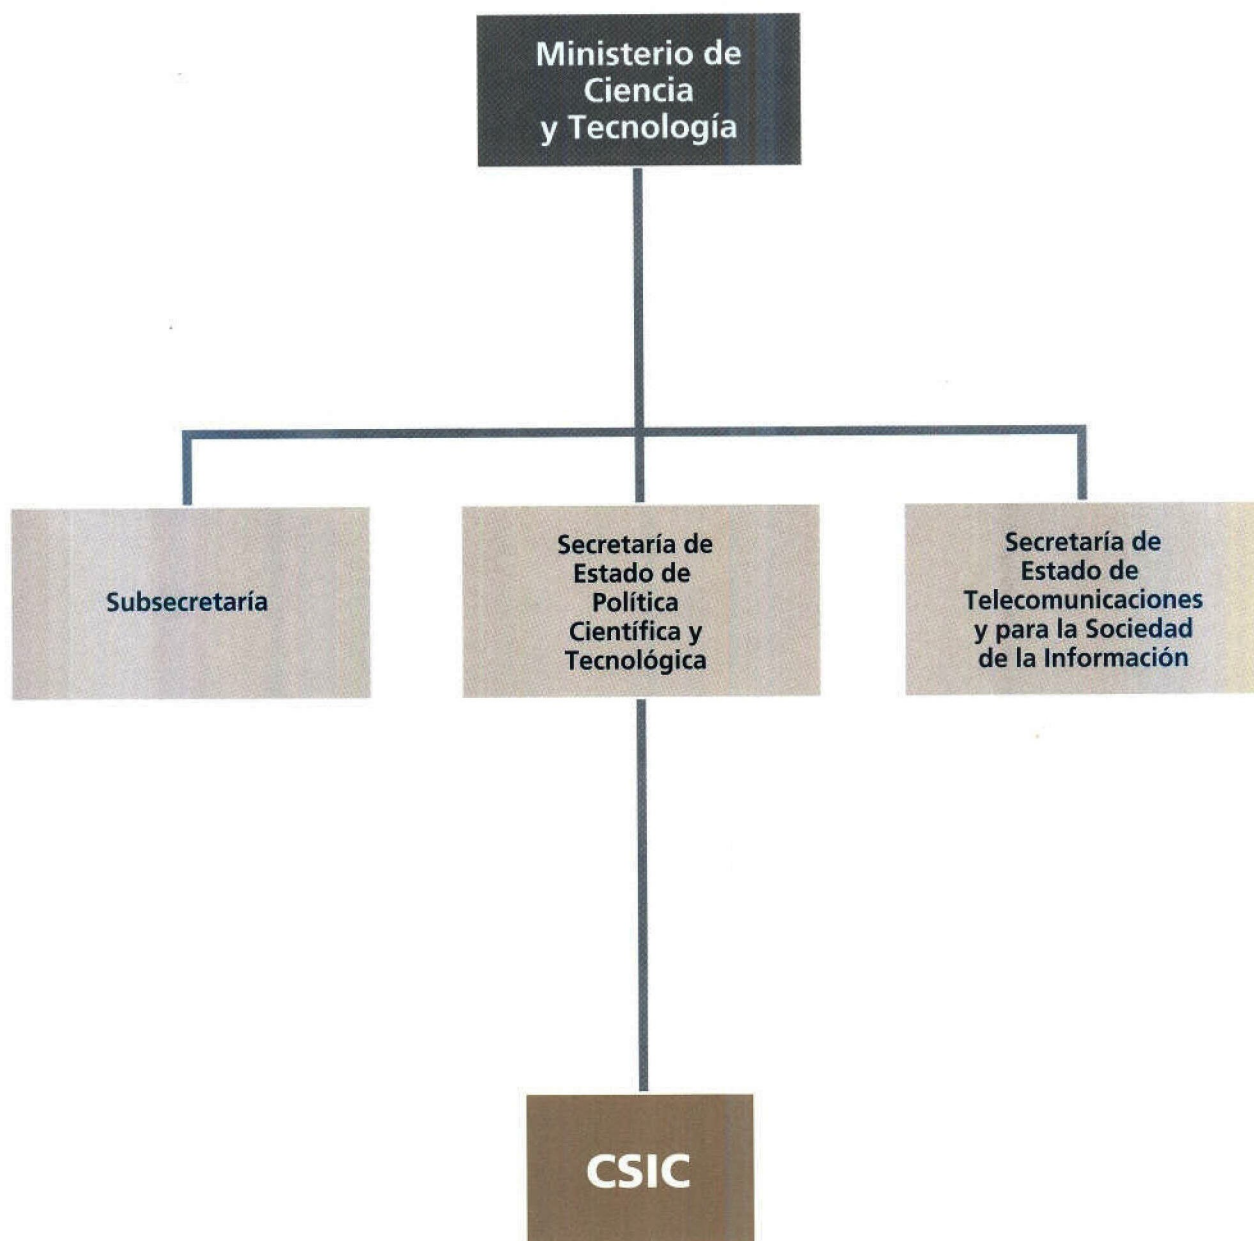 Ministerio de
Ciencia
y Tecnología
Subsecretaría
Secretaría de
Estado de
Política
Científica y
Tecnológica
Secretaría de
Estado de
Telecomunicaciones
y para la Sociedad
de la Información
CSIC